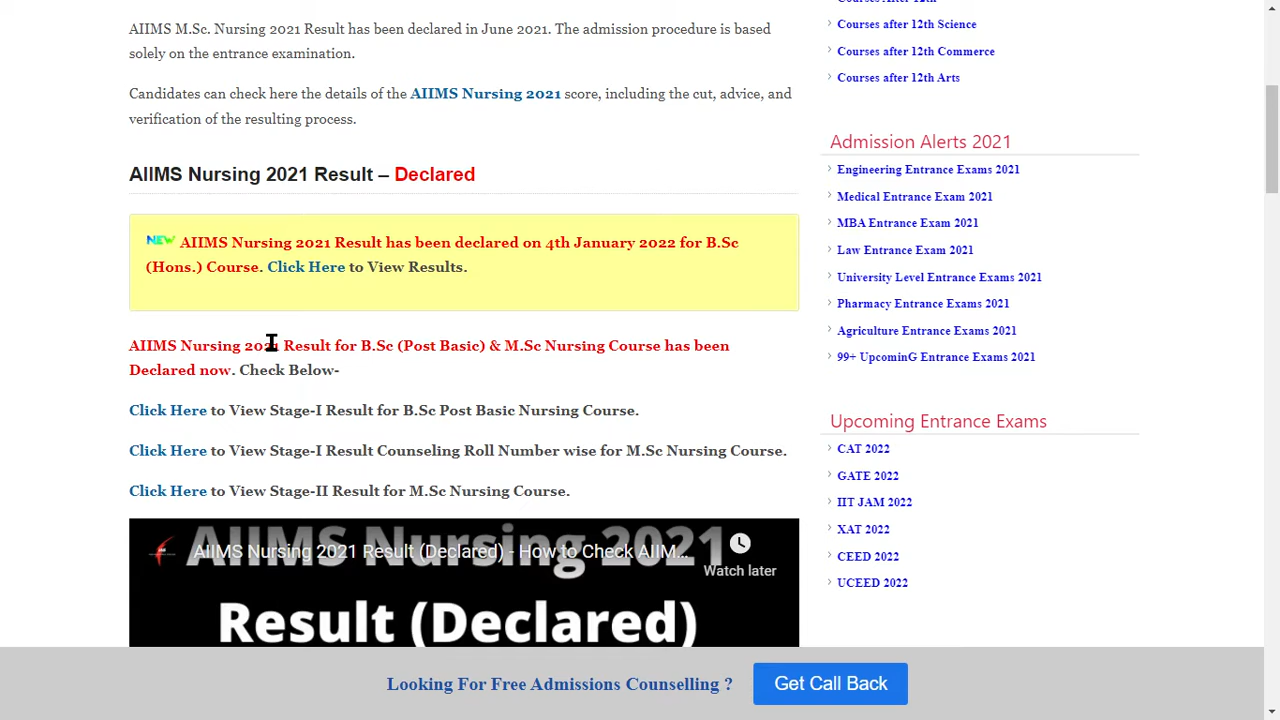 AIIMS M.Sc. Nursing 2021 Result has been declared in June 2021. The admission procedure is based
solely on the entrance examination.
Candidates can check here the details of the AIIMS Nursing 2021 score, including the cut, advice, and
verification of the resulting process.
AIIMS Nursing 2021 Result – Declared
NEW AIIMS Nursing 2021 Result has been declared on 4th January 2022 for B.Sc
(Hons.) Course. Click Here to View Results.
AIIMS Nursing 2021 Result for B.Sc (Post Basic) & M.Sc Nursing Course has been
Declared now. Check Below-
Click Here to View Stage-I Result for B.Sc Post Basic Nursing Course.
Click Here to View Stage-I Result Counseling Roll Number wise for M.Sc Nursing Course.
Click Here to View Stage-II Result for M.Sc Nursing Course.
AIIMS Nursing 2021
AIIMS Nursing 2021 Result (Declared) - How to Check AIIM...
Watch later
Result (Declared)
Courses After 12th
Courses after 12th Science
Courses after 12th Commerce
Courses after 12th Arts
Admission Alerts 2021
Engineering Entrance Exams 2021
Medical Entrance Exam 2021
MBA Entrance Exam 2021
Law Entrance Exam 2021
University Level Entrance Exams 2021
Pharmacy Entrance Exams 2021
Agriculture Entrance Exams 2021
99+ UpcominG Entrance Exams 2021
Upcoming Entrance Exams
CAT 2022
GATE 2022
IIT JAM 2022
XAT 2022
CEED 2022
UCEED 2022
Looking For Free Admissions Counselling ?
Get Call Back